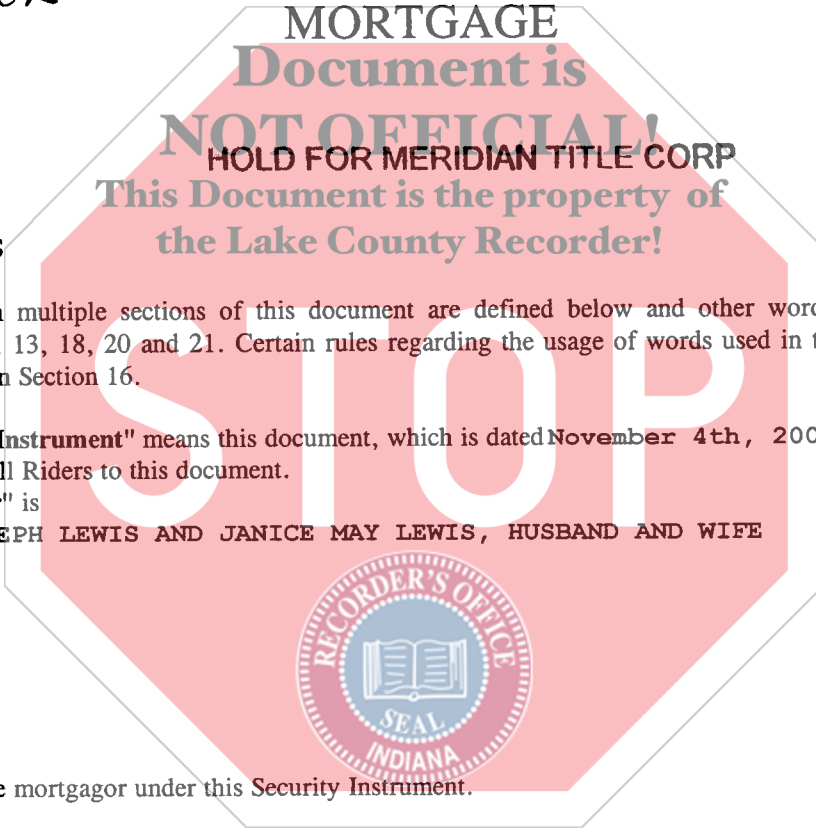 MORTGAGE
Document is
NOT OFFICIAL!
HOLD FOR MERIDIAN TITLE CORP
This Document is the property of
the Lake County Recorder!
multiple sections of this document are defined below and other
13, 18, 20 and 21. Certain rules regarding the usage of words used in
Section 16.
Instrument" means this document, which is dated November 4th, 200
Riders to this document.
" is
EPH LEWIS AND JANICE MAY LEWIS, HUSBAND AND WIFE
STOP
RECORDER'S OFFICE
SEAL
INDIANA
mortgagor under this Security Instrument.